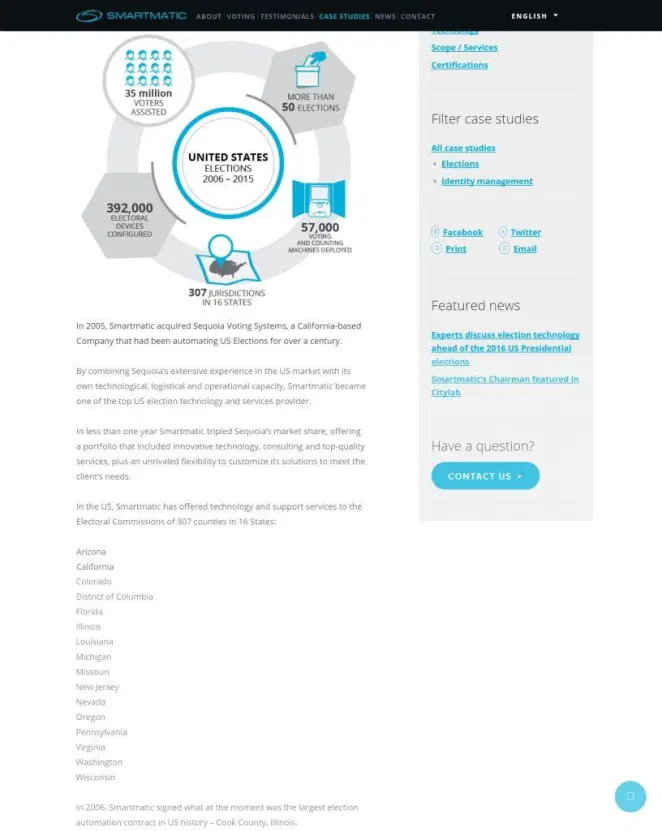 SMARTMATIC
ABOUT VOTING TESTIMONIALS CASE STUDIES NEWS CONTACT
ENGLISH
35 million
VOTERS
ASSISTED
MORE THAN
50 ELECTIONS
UNITED STATES
ELECTIONS
2006 – 2015
392,000
ELECTORAL
DEVICES
CONFIGURED
57,000
VOTING
AND COUNTING
MACHINES DEPLOYED
307 JURISDICTIONS
IN 16 STATES
In 2005, Smartmatic acquired Sequoia Voting Systems, a California-based
Company that had been automating US Elections for over a century.
By combining Sequoia's extensive experience in the US market with its
own technological, logistical and operational capacity, Smartmatic became
one of the top US election technology and services provider.
In less than one year Smartmatic tripled Sequoia's market share, offering
a portfolio that included innovative technology, consulting and top-quality
services, plus an unrivaled flexibility to customize its solutions to meet the
client's needs.
In the US, Smartmatic has offered technology and support services to the
Electoral Commissions of 307 counties in 16 States:
Arizona
California
Colorado
District of Columbia
Florida
Illinois
Louisiana
Michigan
Missouri
New Jersey
Nevada
Oregon
Pennsylvania
Virginia
Washington
Wisconsin
In 2006, Smartmatic signed what at the moment was the largest election
automation contract in US history – Cook County, Illinois.
Technology
Scope / Services
Certifications
Filter case studies
All case studies
Elections
Identity management
Facebook Twitter
Print Email
Featured news
Experts discuss election technology
ahead of the 2016 US Presidential
elections
Smartmatic's Chairman featured in
Citylab
Have a question?
CONTACT US >